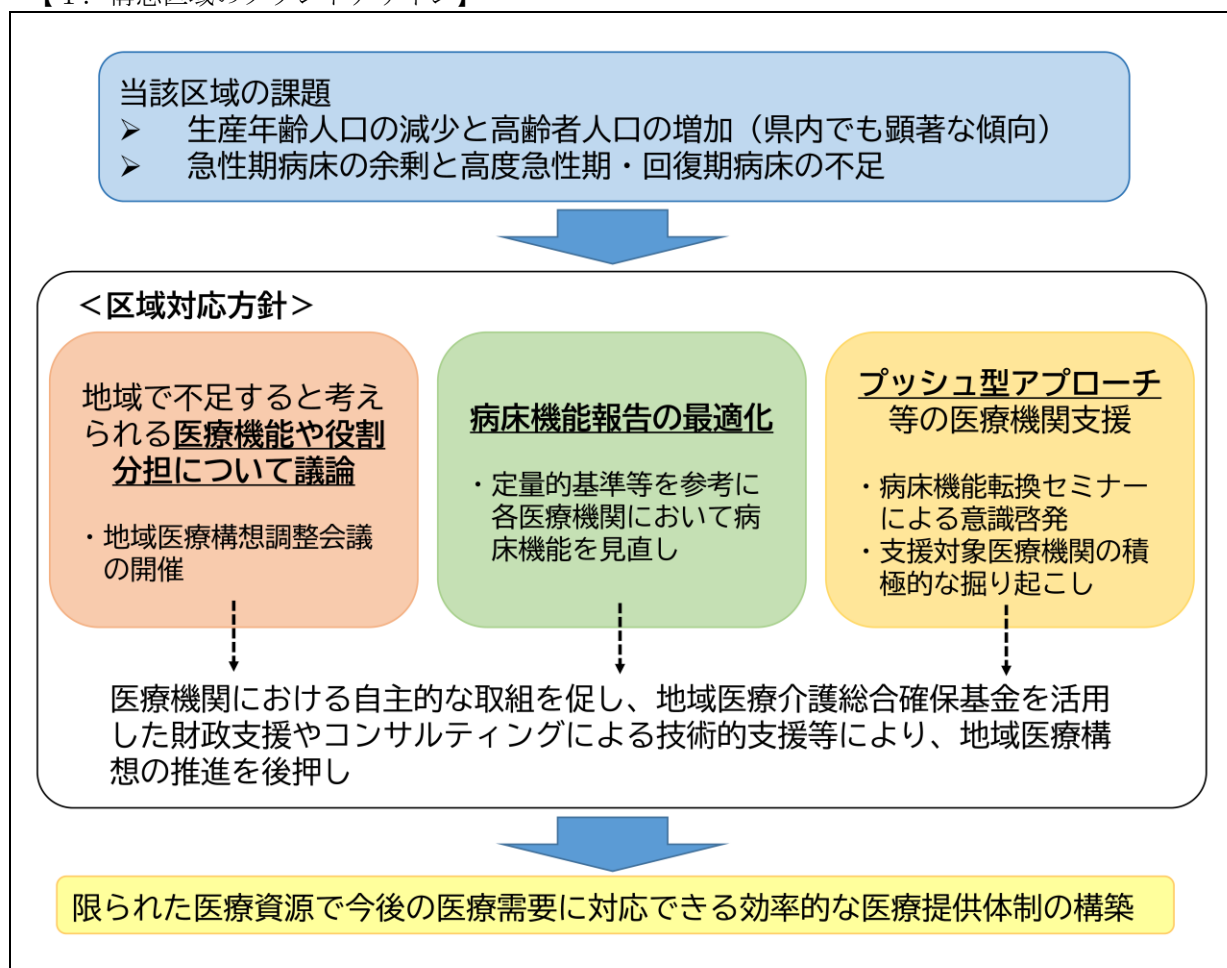 【１．構想区域のグランドデザイン】
当該区域の課題
➢ 生産年齢人口の減少と高齢者人口の増加（県内でも顕著な傾向）
➢ 急性期病床の余剰と高度急性期・回復期病床の不足
＜区域対応方針＞
地域で不足すると考え
られる医療機能や役割
分担について議論
・地域医療構想調整会議
の開催
病床機能報告の最適化
・定量的基準等を参考に
各医療機関において病
床機能を見直し
プッシュ型アプローチ
等の医療機関支援
・病床機能転換セミナー
による意識啓発
・支援対象医療機関の積
極的な掘り起こし
医療機関における自主的な取組を促し、地域医療介護総合確保基金を活用
した財政支援やコンサルティングによる技術的支援等により、地域医療構
想の推進を後押し
限られた医療資源で今後の医療需要に対応できる効率的な医療提供体制の構築